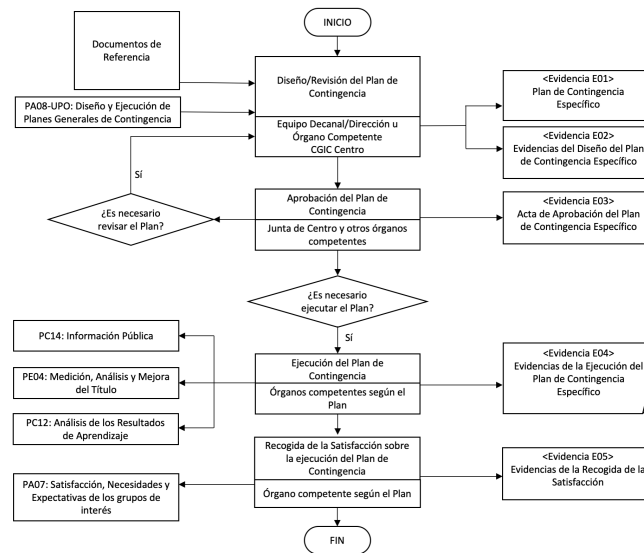 INICIO
Documentos de
Referencia
Diseño/Revisión del Plan de
Contingencia
PA08-UPO: Diseño y Ejecución de
Planes Generales de Contingencia
Equipo Decanal/Dirección u
Órgano Competente
CGIC Centro
<Evidencia E01>
Plan de Contingencia
Específico
<Evidencia E02>
Evidencias del Diseño del Plan
de Contingencia Específico
Sí
¿Es necesario
revisar el Plan?
Aprobación del Plan de
Contingencia
Junta de Centro y otros órganos
competentes
<Evidencia E03>
Acta de Aprobación del Plan
de Contingencia Específico
¿Es necesario
ejecutar el Plan?
Sí
PC14: Información Pública
PE04: Medición, Análisis y Mejora
del Título
PC12: Análisis de los Resultados
de Aprendizaje
Ejecución del Plan de
Contingencia
Órganos competentes según el
Plan
<Evidencia E04>
Evidencias de la Ejecución del
Plan de Contingencia
Específico
Recogida de la Satisfacción sobre
la ejecución del Plan de
Contingencia
Órgano competente según el Plan
PA07: Satisfacción, Necesidades y
Expectativas de los grupos de
interés
<Evidencia E05>
Evidencias de la Recogida de la
Satisfacción
FIN